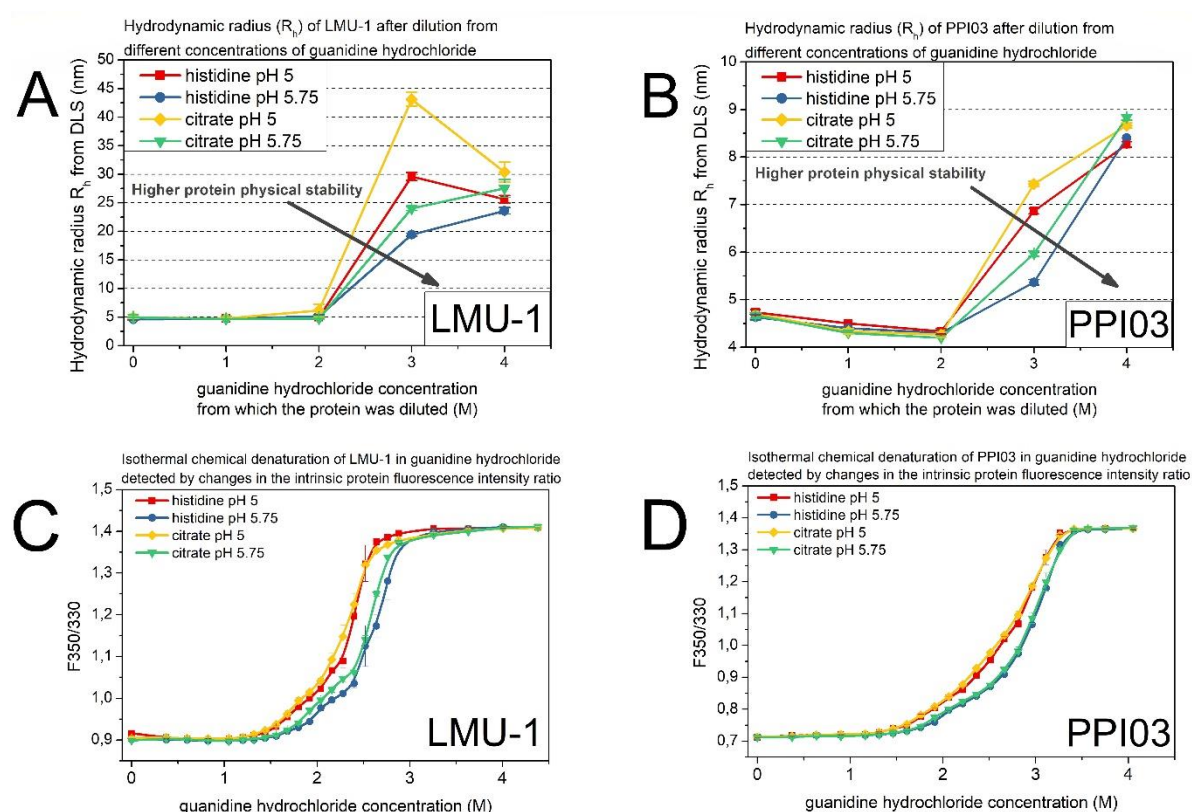 A
Hydrodynamic radius (Rh) of LMU-1 after dilution from
different concentrations of guanidine hydrochloride
Hydrodynamic radius Rh from DLS (nm)
50
45
40
35
30
25
20
15
10
5
0
histidine pH 5
histidine pH 5.75
citrate pH 5
citrate pH 5.75
Higher protein physical stability
LMU-1
0 1 2 3 4
guanidine hydrochloride concentration
from which the protein was diluted (M)
B
Hydrodynamic radius (Rh) of PPI03 after dilution from
different concentrations of guanidine hydrochloride
Hydrodynamic radius Rh from DLS (nm)
10
9
8
7
6
5
4
histidine pH 5
histidine pH 5.75
citrate pH 5
citrate pH 5.75
Higher protein physical stability
PPI03
0 1 2 3 4
guanidine hydrochloride concentration
from which the protein was diluted (M)
C
Isothermal chemical denaturation of LMU-1 in guanidine hydrochloride
detected by changes in the intrinsic protein fluorescence intensity ratio
F350/330
1,5
1,4
1,3
1,2
1,1
1,0
0,9
histidine pH 5
histidine pH 5.75
citrate pH 5
citrate pH 5.75
LMU-1
0 1 2 3 4
guanidine hydrochloride concentration (M)
D
Isothermal chemical denaturation of PPI03 in guanidine hydrochloride
detected by changes in the intrinsic protein fluorescence intensity ratio
F350/330
1,5
1,4
1,3
1,2
1,1
1,0
0,9
0,8
0,7
histidine pH 5
histidine pH 5.75
citrate pH 5
citrate pH 5.75
PPI03
0 1 2 3 4
guanidine hydrochloride concentration (M)